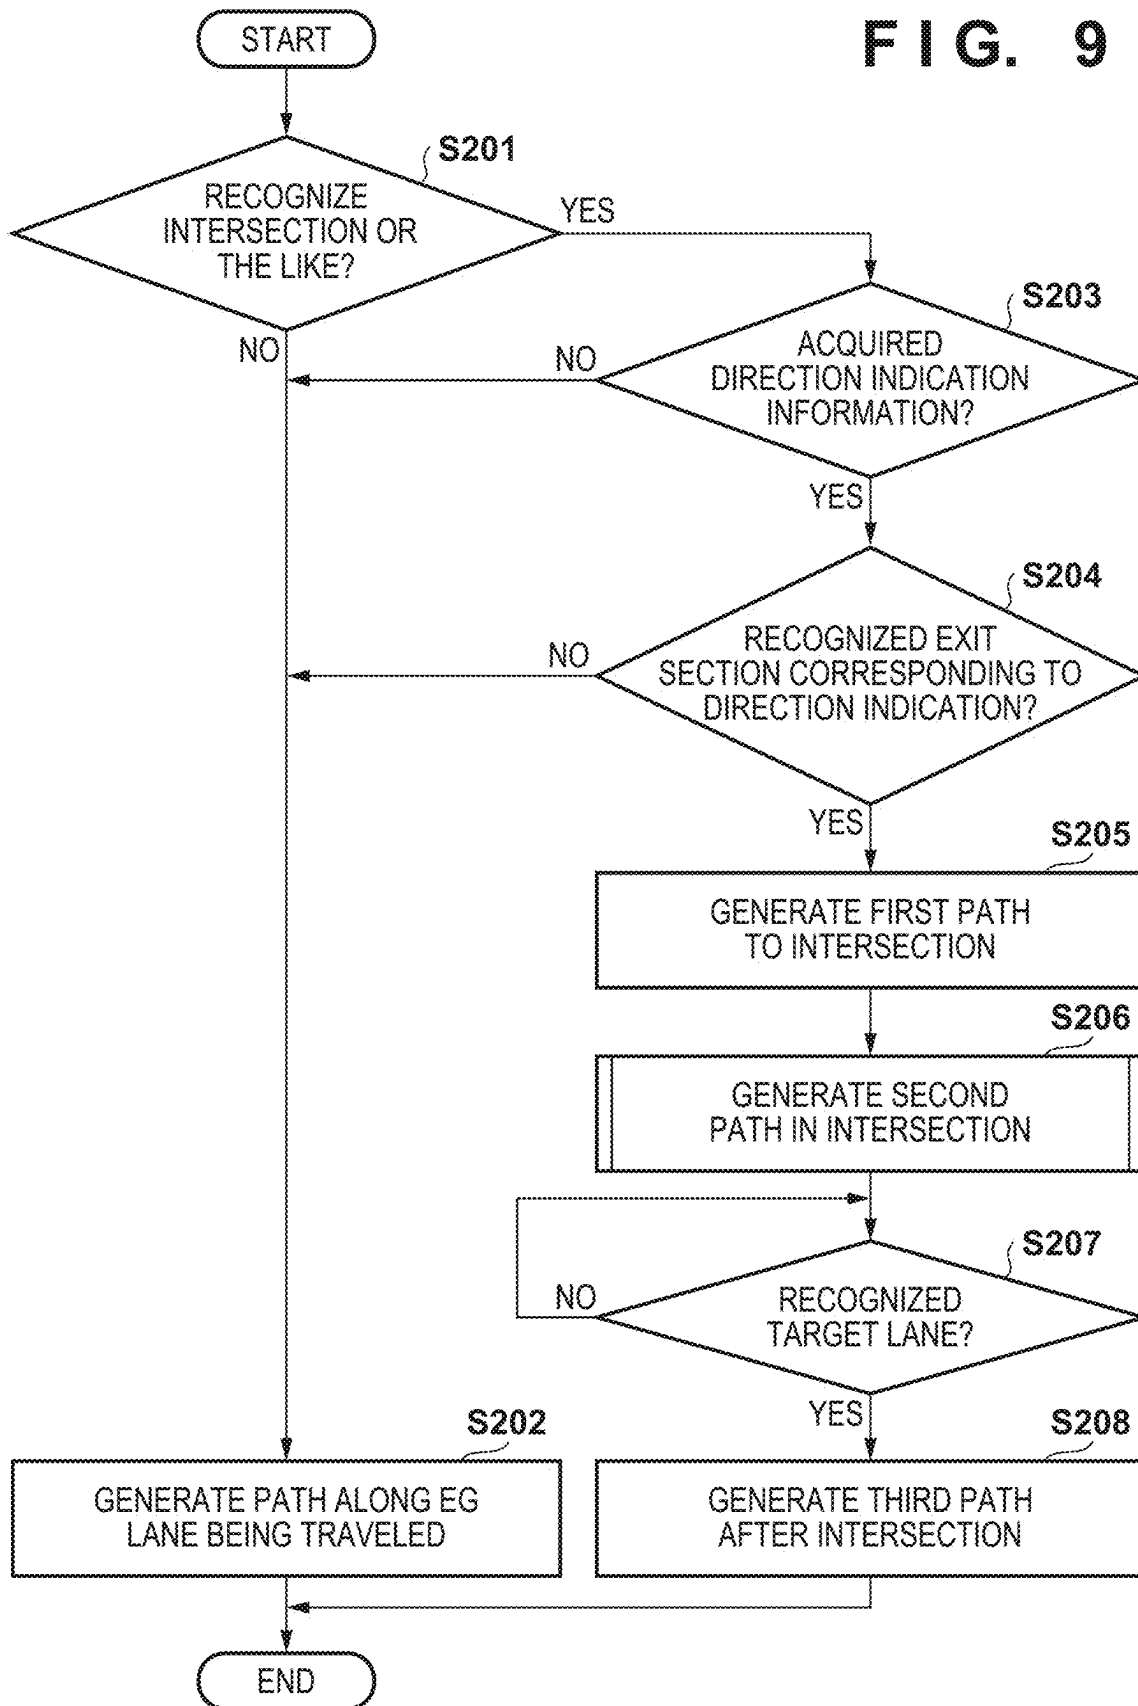 FIG. 9
START
S201
RECOGNIZE
INTERSECTION OR
THE LIKE?
YES
NO
S203
ACQUIRED
DIRECTION INDICATION
INFORMATION?
NO
YES
S204
RECOGNIZED EXIT
SECTION CORRESPONDING TO
DIRECTION INDICATION?
NO
YES
S205
GENERATE FIRST PATH
TO INTERSECTION
S206
GENERATE SECOND
PATH IN INTERSECTION
S207
RECOGNIZED
TARGET LANE?
NO
YES
S202
GENERATE PATH ALONG EG
LANE BEING TRAVELED
S208
GENERATE THIRD PATH
AFTER INTERSECTION
END